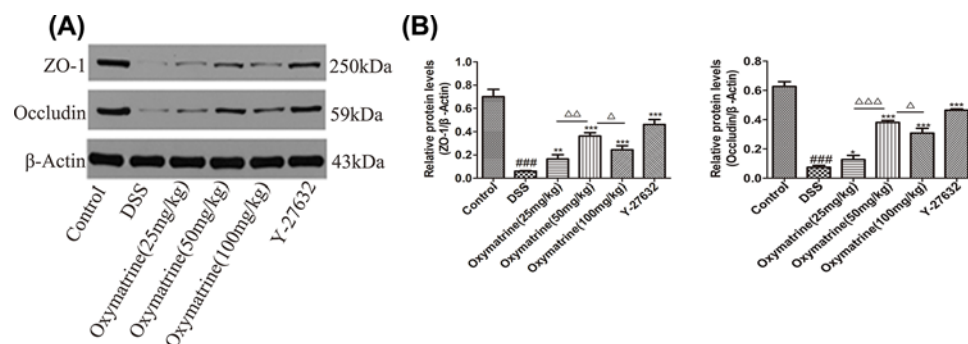 (A)
ZO-1
250kDa
Occludin
59kDa
β-Actin
43kDa
Control
DSS
Oxymatrine(25mg/kg)
Oxymatrine(50mg/kg)
Oxymatrine(100mg/kg)
Y-27632
(B)
Relative protein levels
(ZO-1/β-Actin)
1.0
0.8
0.6
0.4
0.2
0.0
###
**
△△
***
△
***
***
Control
DSS
Oxymatrine(25mg/kg)
Oxymatrine(50mg/kg)
Oxymatrine(100mg/kg)
Y-27632
Relative protein levels
(Occludin/β-Actin)
0.8
0.6
0.4
0.2
0.0
###
*
△△△
***
△
***
***
Control
DSS
Oxymatrine(25mg/kg)
Oxymatrine(50mg/kg)
Oxymatrine(100mg/kg)
Y-27632